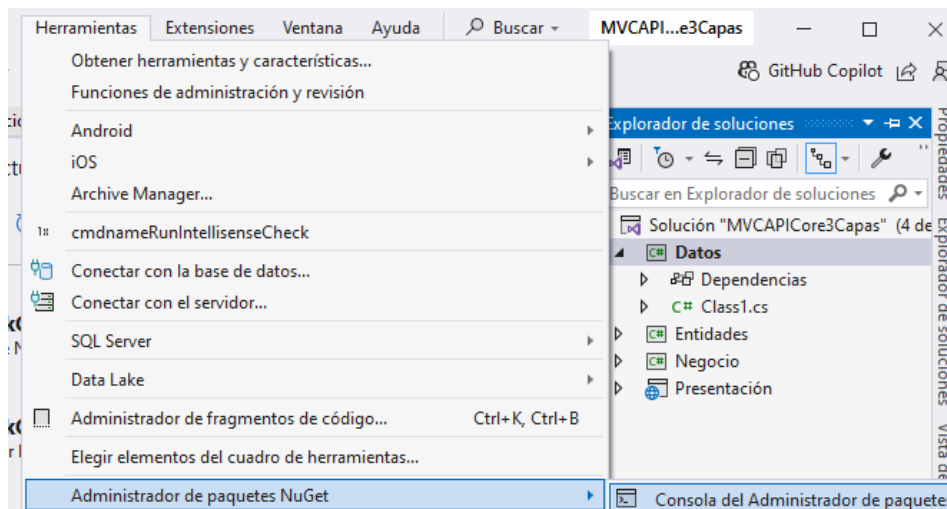 Herramientas Extensiones Ventana Ayuda Buscar MVCAPI...e3Capas
Obtener herramientas y características...
GitHub Copilot
Funciones de administración y revisión
Android
iOS
Archive Manager...
cmdnameRunIntellisenseCheck
Conectar con la base de datos...
Conectar con el servidor...
SQL Server
Data Lake
Administrador de fragmentos de código... Ctrl+K, Ctrl+B
Elegir elementos del cuadro de herramientas...
Administrador de paquetes NuGet
Consola del Administrador de paquetes
Explorador de soluciones
Buscar en Explorador de soluciones
Solución "MVCAPICore3Capas" (4 de
C# Datos
Dependencias
C# Class1.cs
C# Entidades
C# Negocio
Presentación
Propiedades
Explorador de soluciones
Vista de